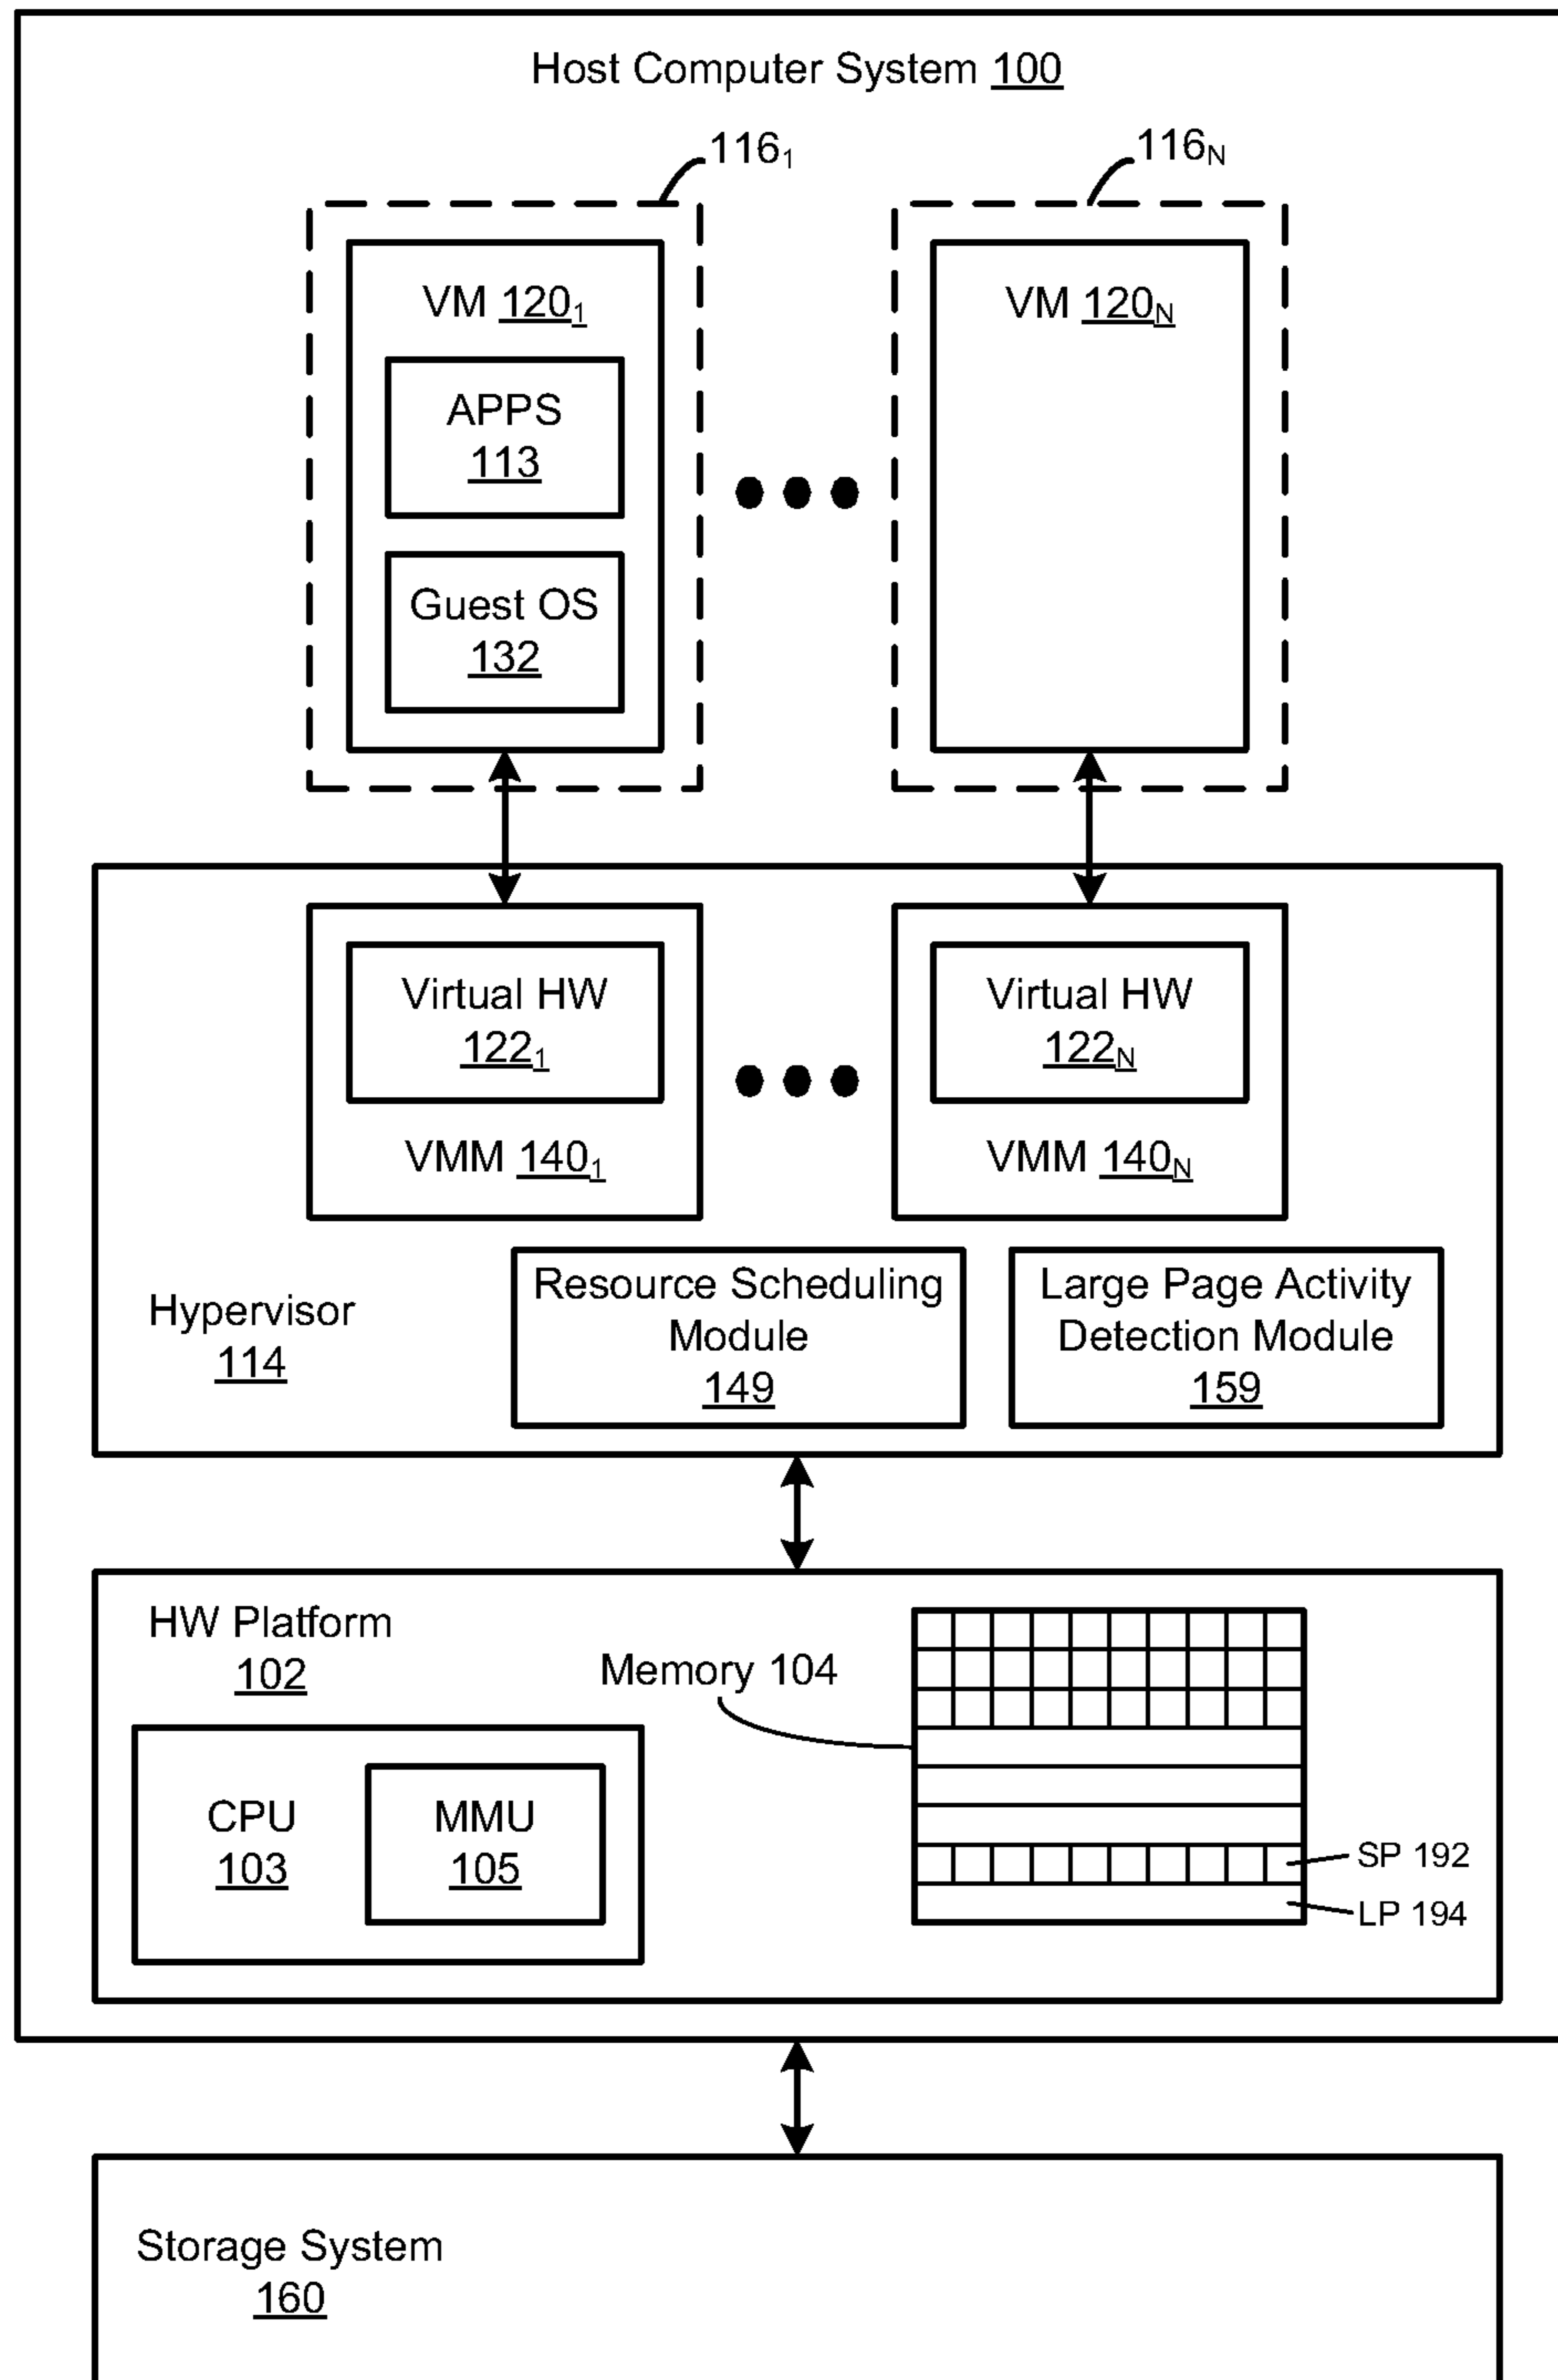 Host Computer System 100
116₁
116N
VM 120₁
VM 120N
APPS
113
Guest OS
132
Virtual HW
122₁
Virtual HW
122N
VMM 140₁
VMM 140N
Hypervisor
114
Resource Scheduling
Module
149
Large Page Activity
Detection Module
159
HW Platform
102
Memory 104
CPU
103
MMU
105
SP 192
LP 194
Storage System
160